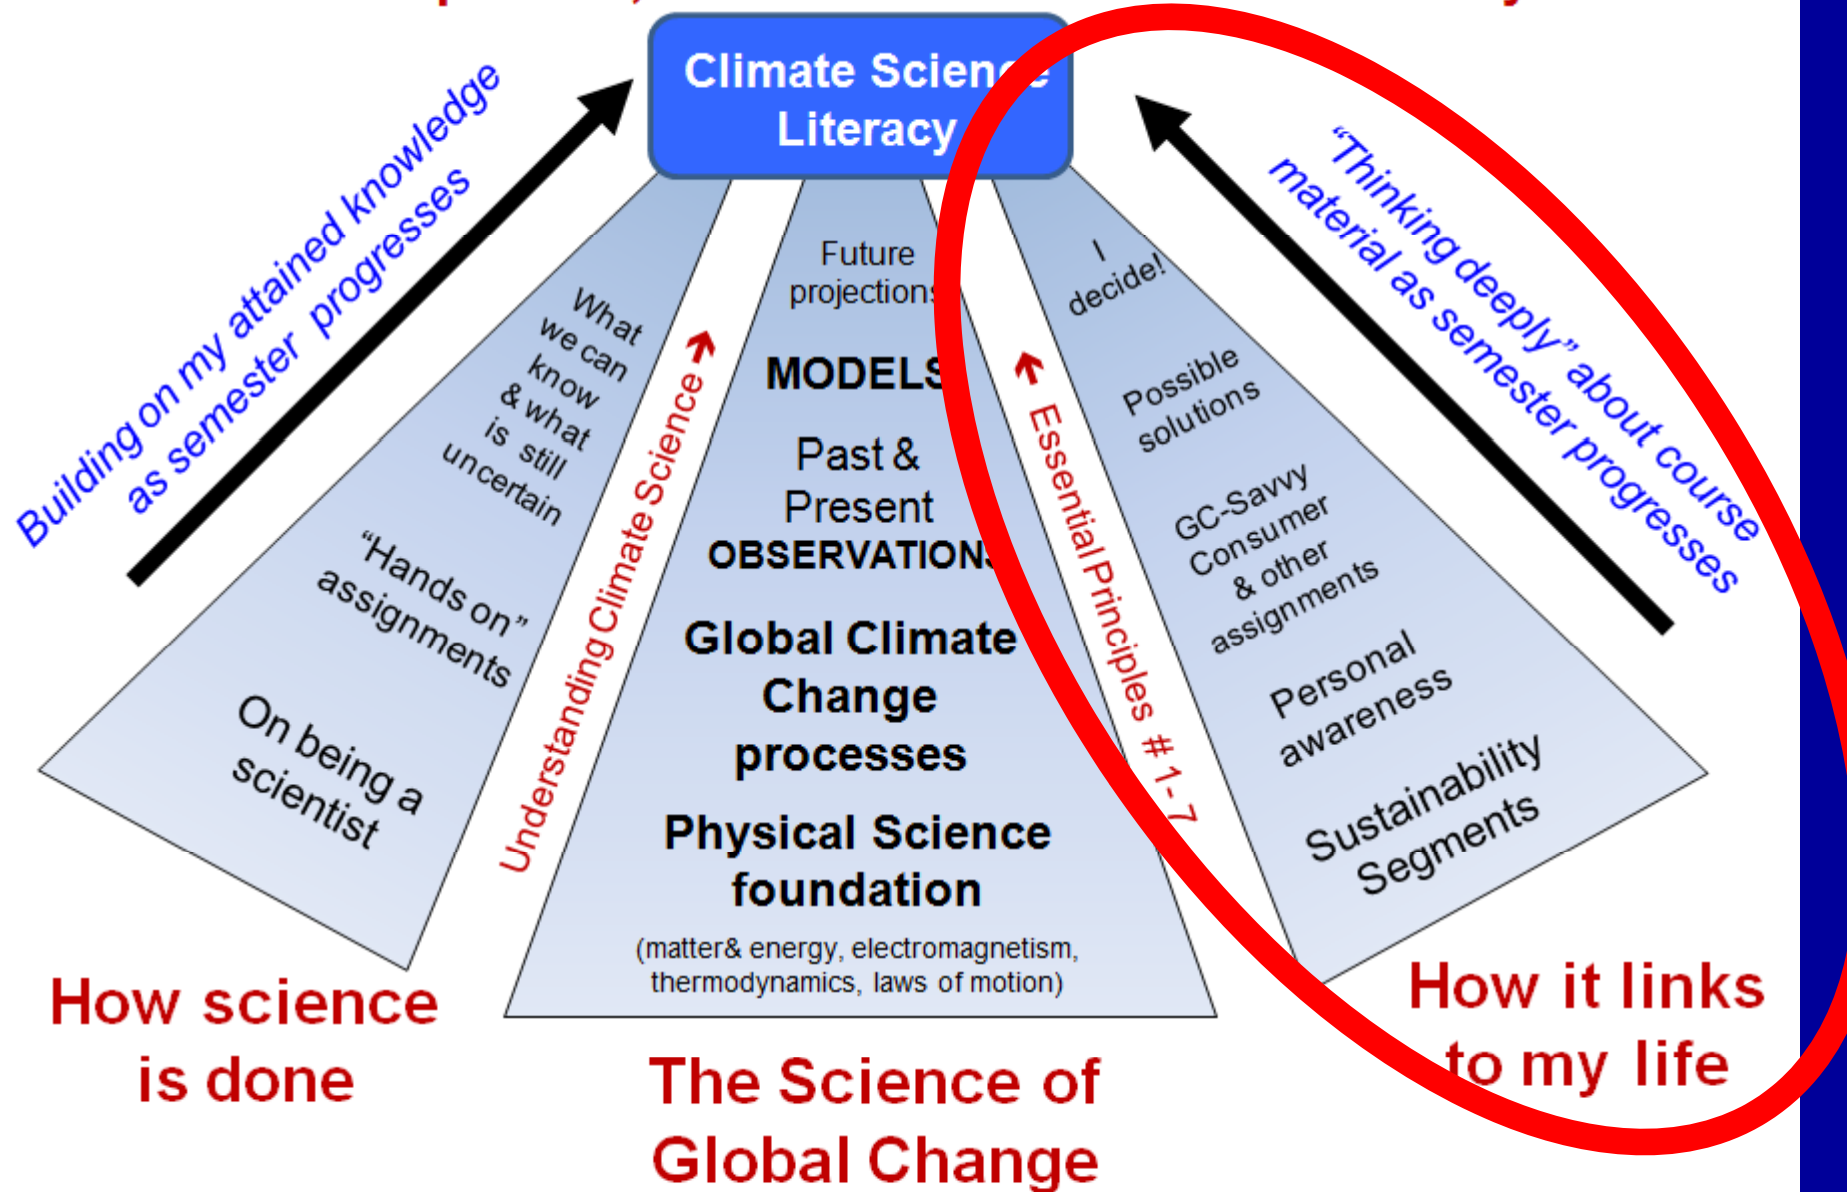 Climate Science
Literacy
Building on my attained knowledge
as semester progresses
What
we can
know
& what
is still
uncertain
"Hands on"
assignments
On being a
scientist
How science
is done
Understanding Climate Science →
Future
projections
MODELS
Past &
Present
OBSERVATIONS
Global Climate
Change
processes
Physical Science
foundation
(matter& energy, electromagnetism,
thermodynamics, laws of motion)
The Science of
Global Change
← Essential Principles # 1- 7
I
decide!
Possible
solutions
GC-Savvy
Consumer
& other
assignments
Personal
awareness
Sustainability
Segments
How it links
to my life
"Thinking deeply" about course
material as semester progresses